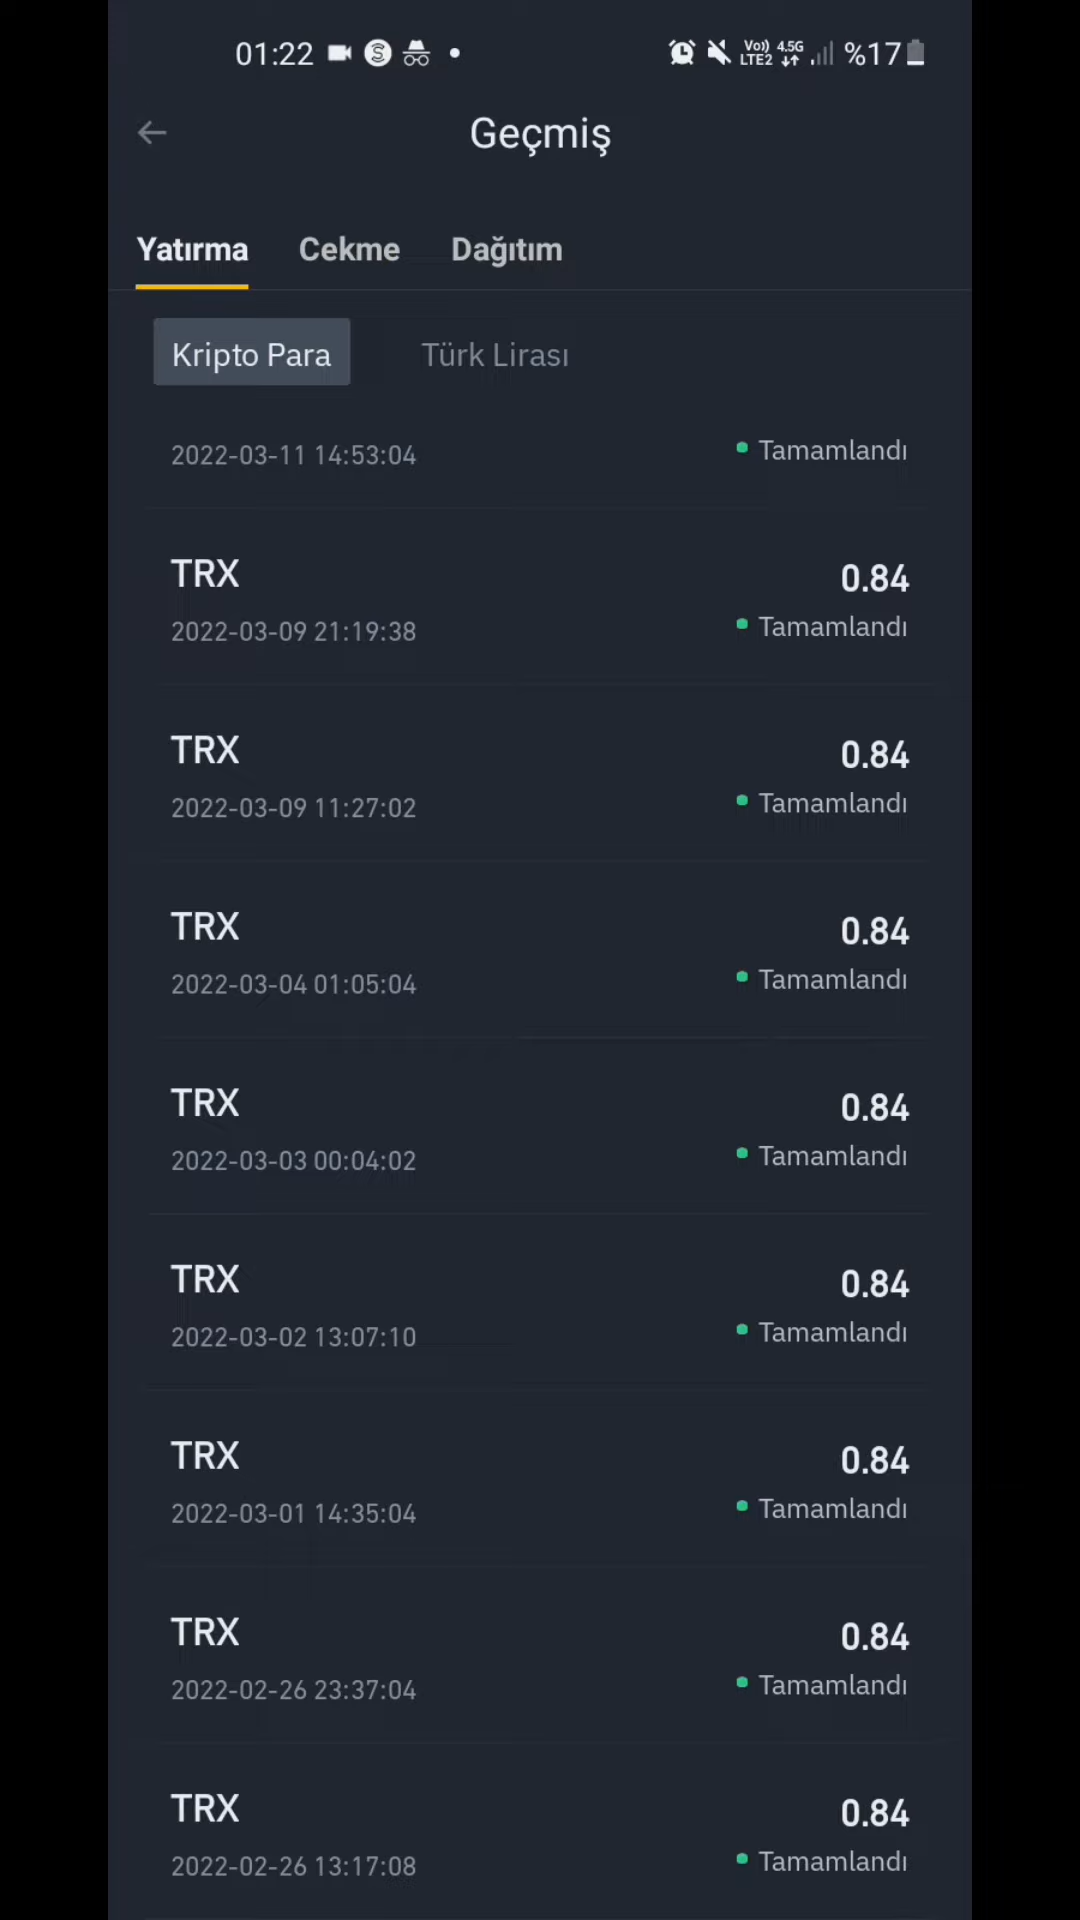 01:22 VoLTE2 4.5G %17
Geçmiş
Yatırma Cekme Dağıtım
Kripto Para Türk Lirası
2022-03-11 14:53:04 Tamamlandı
TRX 0.84
2022-03-09 21:19:38 Tamamlandı
TRX 0.84
2022-03-09 11:27:02 Tamamlandı
TRX 0.84
2022-03-04 01:05:04 Tamamlandı
TRX 0.84
2022-03-03 00:04:02 Tamamlandı
TRX 0.84
2022-03-02 13:07:10 Tamamlandı
TRX 0.84
2022-03-01 14:35:04 Tamamlandı
TRX 0.84
2022-02-26 23:37:04 Tamamlandı
TRX 0.84
2022-02-26 13:17:08 Tamamlandı